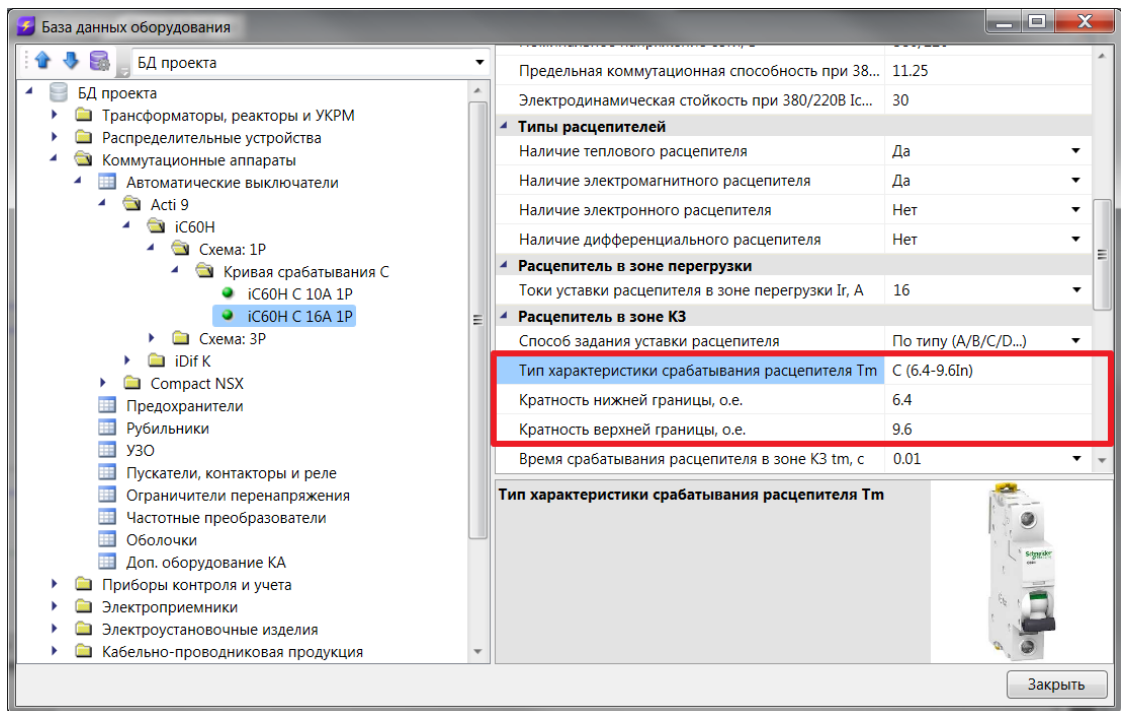 База данных оборудования
БД проекта
БД проекта
Трансформаторы, реакторы и УКРМ
Распределительные устройства
Коммутационные аппараты
Автоматические выключатели
Acti 9
iC60H
Схема: 1P
Кривая срабатывания C
iC60H C 10A 1P
iC60H C 16A 1P
Схема: 3P
iDif K
Compact NSX
Предохранители
Рубильники
УЗО
Пускатели, контакторы и реле
Ограничители перенапряжения
Частотные преобразователи
Оболочки
Доп. оборудование КА
Приборы контроля и учета
Электроприемники
Электроустановочные изделия
Кабельно-проводниковая продукция
Предельная коммутационная способность при 38... 11.25
Электродинамическая стойкость при 380/220В Ic... 30
Типы расцепителей
Наличие теплового расцепителя Да
Наличие электромагнитного расцепителя Да
Наличие электронного расцепителя Нет
Наличие дифференциального расцепителя Нет
Расцепитель в зоне перегрузки
Токи уставки расцепителя в зоне перегрузки Ir, А 16
Расцепитель в зоне КЗ
Способ задания уставки расцепителя По типу (A/B/C/D...)
Тип характеристики срабатывания расцепителя Tm C (6.4-9.6In)
Кратность нижней границы, о.е. 6.4
Кратность верхней границы, о.е. 9.6
Время срабатывания расцепителя в зоне КЗ tm, с 0.01
Тип характеристики срабатывания расцепителя Tm
Schneider
Закрыть